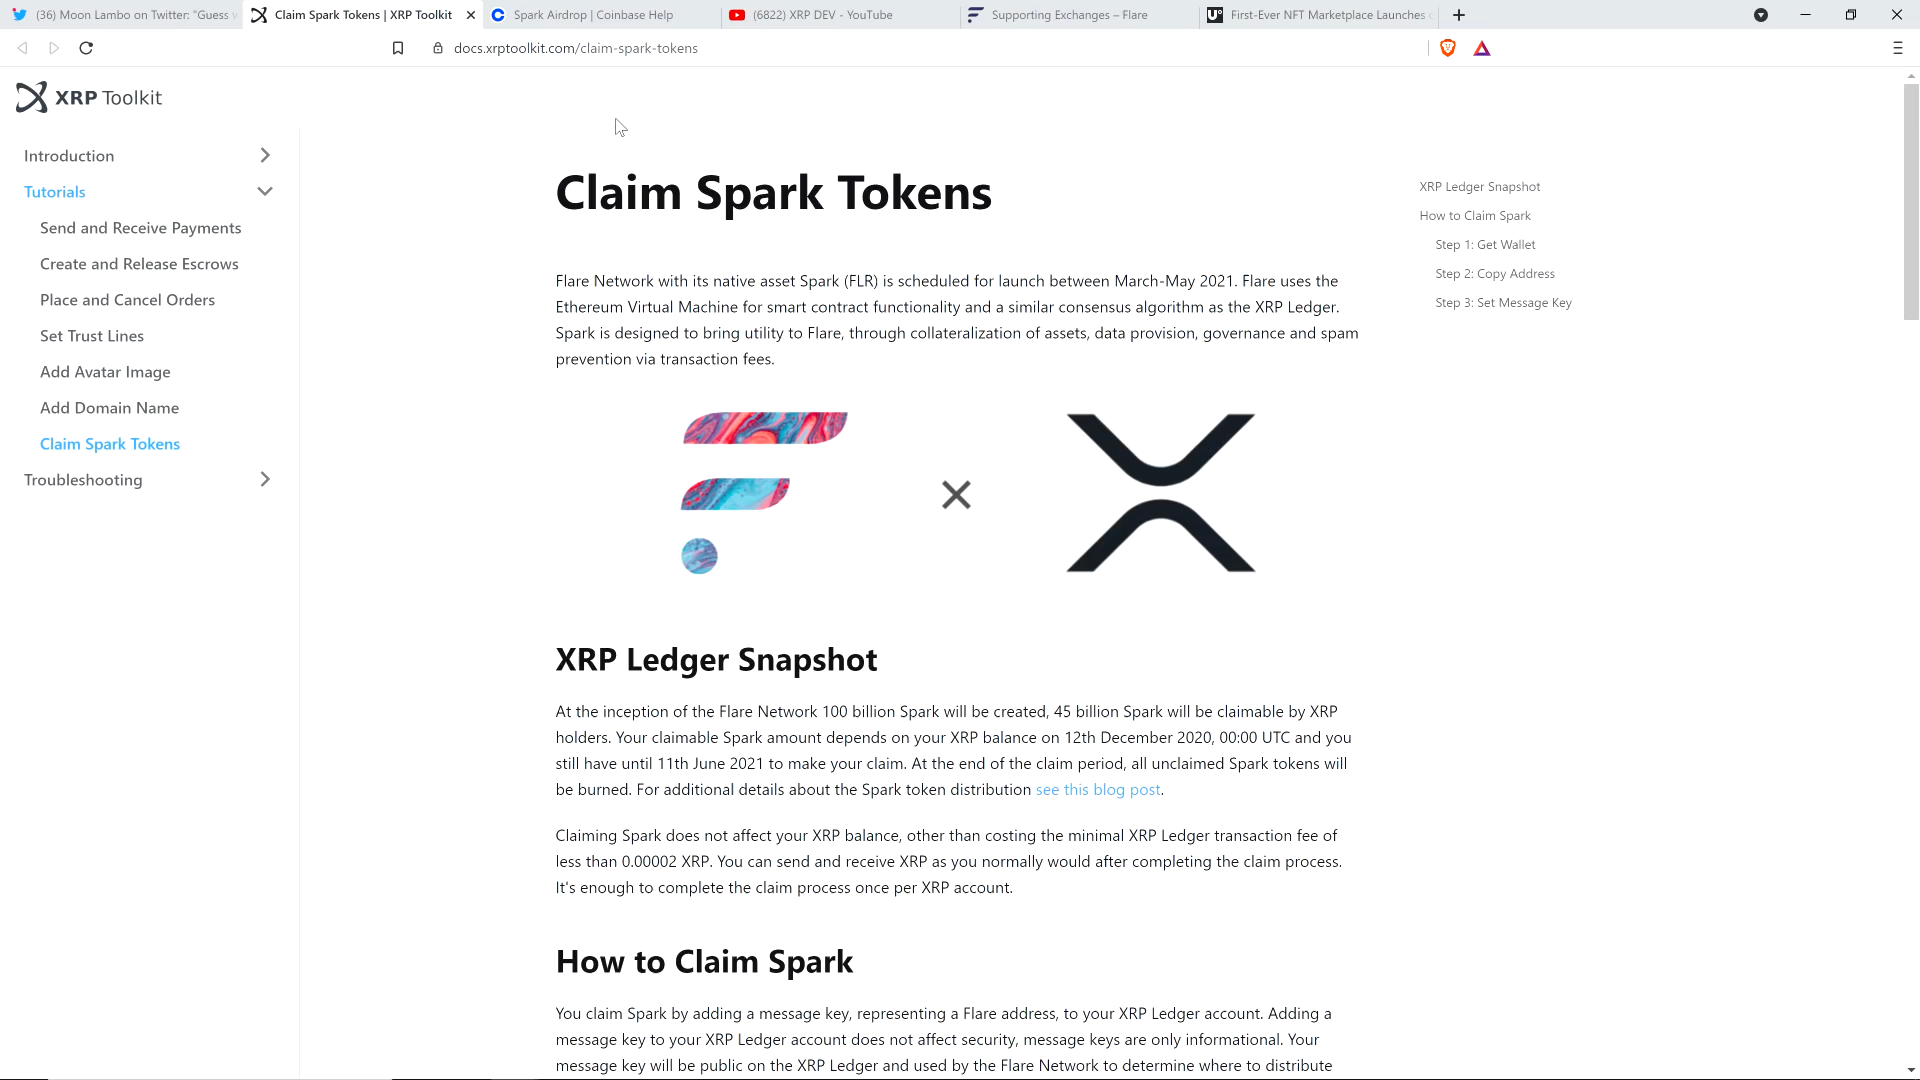 (36) Moon Lambo on Twitter: "Guess
Claim Spark Tokens | XRP Toolkit
Spark Airdrop | Coinbase Help
(6822) XRP DEV - YouTube
Supporting Exchanges – Flare
First-Ever NFT Marketplace Launches
docs.xrptoolkit.com/claim-spark-tokens
XRP Toolkit
Introduction
Tutorials
Send and Receive Payments
Create and Release Escrows
Place and Cancel Orders
Set Trust Lines
Add Avatar Image
Add Domain Name
Claim Spark Tokens
Troubleshooting
Claim Spark Tokens
Flare Network with its native asset Spark (FLR) is scheduled for launch between March-May 2021. Flare uses the
Ethereum Virtual Machine for smart contract functionality and a similar consensus algorithm as the XRP Ledger.
Spark is designed to bring utility to Flare, through collateralization of assets, data provision, governance and spam
prevention via transaction fees.
XRP Ledger Snapshot
At the inception of the Flare Network 100 billion Spark will be created, 45 billion Spark will be claimable by XRP
holders. Your claimable Spark amount depends on your XRP balance on 12th December 2020, 00:00 UTC and you
still have until 11th June 2021 to make your claim. At the end of the claim period, all unclaimed Spark tokens will
be burned. For additional details about the Spark token distribution see this blog post.
Claiming Spark does not affect your XRP balance, other than costing the minimal XRP Ledger transaction fee of
less than 0.00002 XRP. You can send and receive XRP as you normally would after completing the claim process.
It's enough to complete the claim process once per XRP account.
How to Claim Spark
You claim Spark by adding a message key, representing a Flare address, to your XRP Ledger account. Adding a
message key to your XRP Ledger account does not affect security, message keys are only informational. Your
message key will be public on the XRP Ledger and used by the Flare Network to determine where to distribute
XRP Ledger Snapshot
How to Claim Spark
Step 1: Get Wallet
Step 2: Copy Address
Step 3: Set Message Key